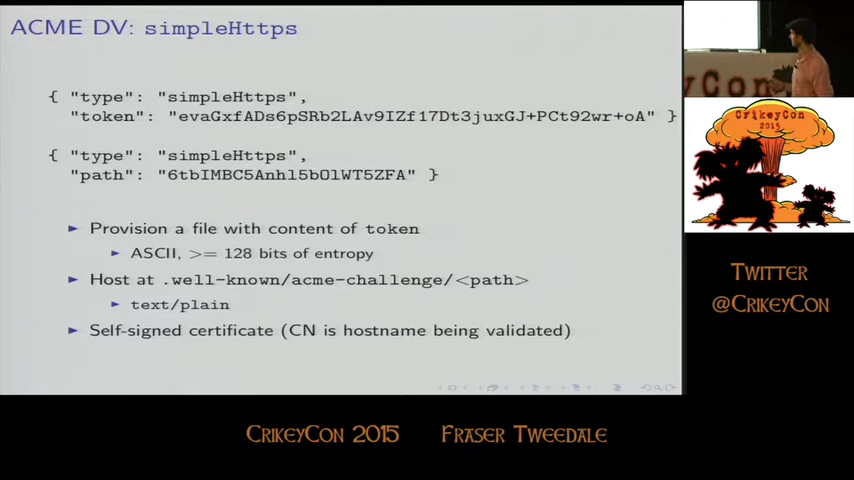 ACME DV: simpleHttps
{ "type": "simpleHttps",
"token": "evaGxfADs6pSRb2LAv9IZf17Dt3juxGJ+PCt92wr+oA" }
{ "type": "simpleHttps",
"path": "6tbIMBC5Anhl5bOlWT5ZFA" }
► Provision a file with content of token
► ASCII, >= 128 bits of entropy
► Host at .well-known/acme-challenge/<path>
► text/plain
► Self-signed certificate (CN is hostname being validated)
CrikeyCon
2015
Twitter
@CrikeyCon
CrikeyCon 2015 Fraser Tweedale